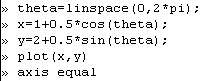 » theta=linspace(0,2*pi);
» x=1+0.5*cos(theta);
» y=2+0.5*sin(theta);
» plot(x,y)
» axis equal